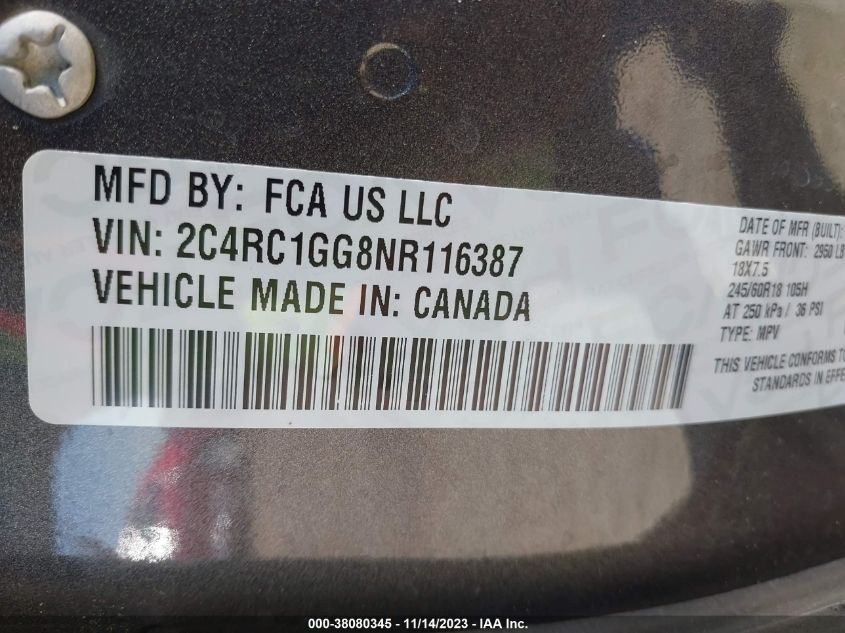 MFD BY: FCA US LLC
VIN: 2C4RC1GG8NR116387
VEHICLE MADE IN: CANADA
DATE OF MFR (BUILT):
GAWR FRONT: 2950 LB
18X7.5
245/60R18 105H
AT 250 kPa / 36 PSI
TYPE: MPV
THIS VEHICLE CONFORMS TO
STANDARDS IN EFFE
000-38080345 - 11/14/2023 - IAA Inc.